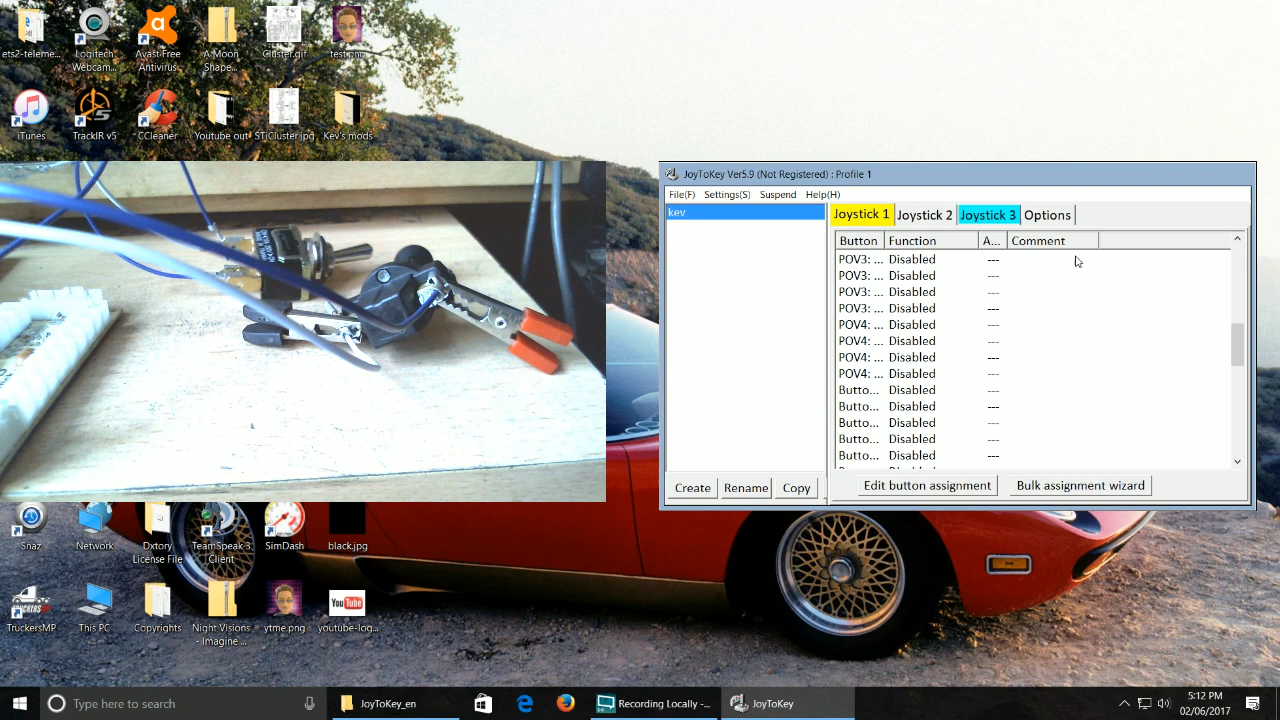 ets2-teleme...
Logitech Webcam...
Avast Free Antivirus
A Moon Shape...
Cluster.gif
test.png
iTunes
TrackIR v5
CCleaner
Youtube out
STiCluster.jpg
Kev's mods
JoyToKey Ver5.9 (Not Registered) : Profile 1
File(F) Settings(S) Suspend Help(H)
kev
Joystick 1 Joystick 2 Joystick 3 Options
Button Function A... Comment
POV3: ... Disabled ---
POV3: ... Disabled ---
POV3: ... Disabled ---
POV3: ... Disabled ---
POV4: ... Disabled ---
POV4: ... Disabled ---
POV4: ... Disabled ---
POV4: ... Disabled ---
Butto... Disabled ---
Butto... Disabled ---
Butto... Disabled ---
Butto... Disabled ---
Butto... Disabled ---
Create Rename Copy
Edit button assignment Bulk assignment wizard
Snaz
Network
Dxtory License File
TeamSpeak 3 Client
SimDash
black.jpg
TruckersMP
This PC
Copyrights
Night Visions - Imagine ...
ytme.png
You Tube
youtube-log...
Type here to search
JoyToKey_en
Recording Locally -...
JoyToKey
5:12 PM
02/06/2017